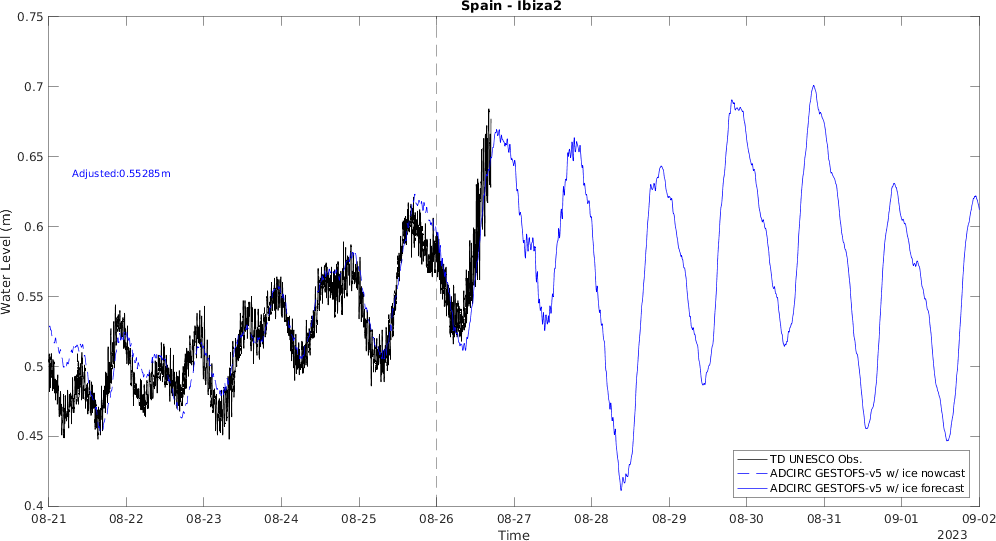 Spain - Ibiza2
0.75
0.7
0.65
0.6
0.55
0.5
0.45
0.4
Water Level (m)
Adjusted:0.55285m
TD UNESCO Obs.
ADCIRC GESTOFS-v5 w/ ice nowcast
ADCIRC GESTOFS-v5 w/ ice forecast
08-21 08-22 08-23 08-24 08-25 08-26 08-27 08-28 08-29 08-30 08-31 09-01 09-02
Time
2023